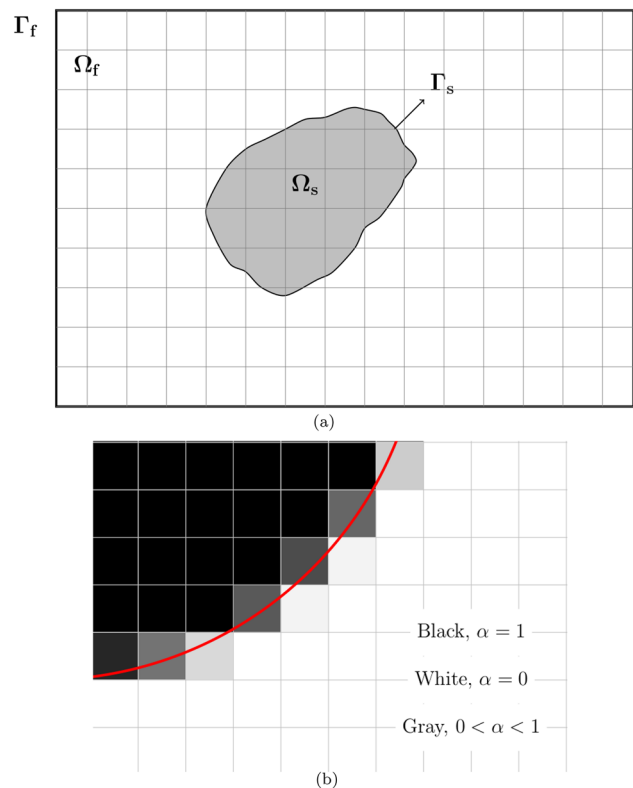 Γf
Ωf
Γs
Ωs
(a)
Black, α = 1
White, α = 0
Gray, 0 < α < 1
(b)